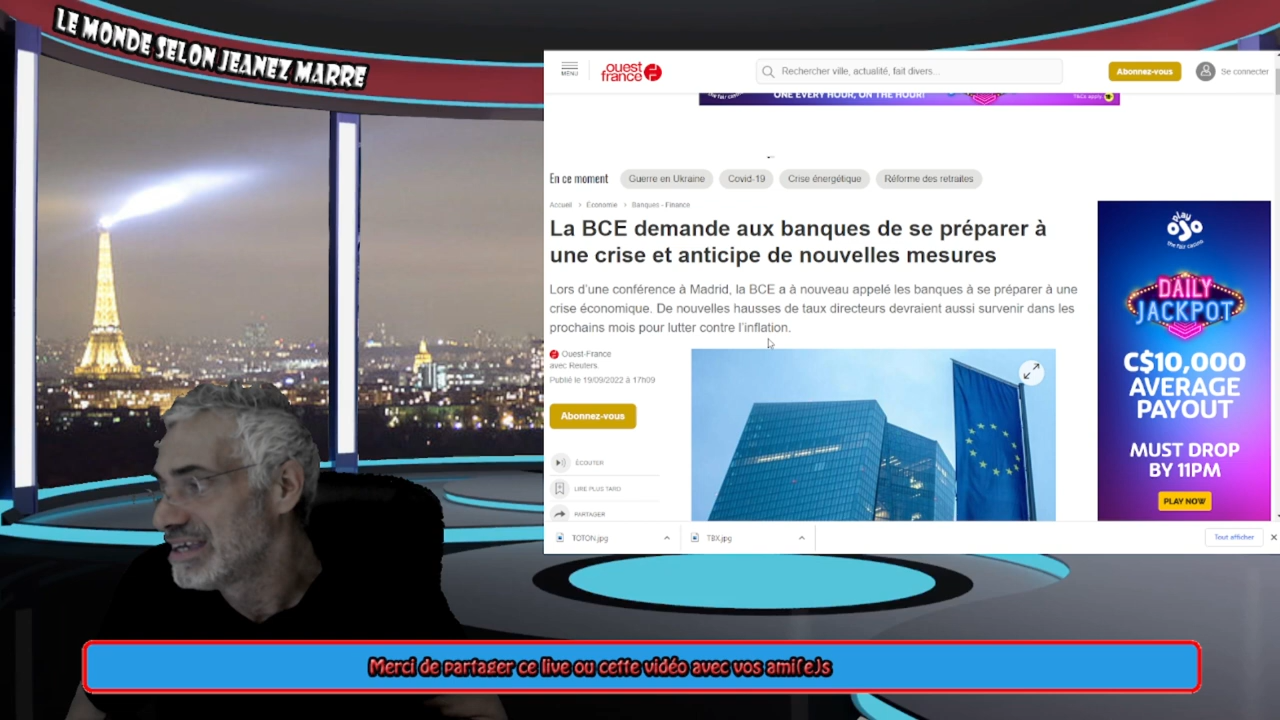 LE MONDE SELON JEANEZ MARRE
MENU
ouest
france
Rechercher ville, actualité, fait divers...
Abonnez-vous
Se connecter
ONE EVERY HOUR, ON THE HOUR!
En ce moment
Guerre en Ukraine
Covid-19
Crise énergétique
Réforme des retraites
Accueil > Économie > Banques - Finance
La BCE demande aux banques de se préparer à
une crise et anticipe de nouvelles mesures
Lors d’une conférence à Madrid, la BCE a à nouveau appelé les banques à se préparer à une
crise économique. De nouvelles hausses de taux directeurs devraient aussi survenir dans les
prochains mois pour lutter contre l’inflation.
Ouest-France
avec Reuters.
Publié le 19/09/2022 à 17h09
Abonnez-vous
ÉCOUTER
LIRE PLUS TARD
PARTAGER
play
OJO
the fair casino
DAILY
JACKPOT
C$10,000
AVERAGE
PAYOUT
MUST DROP
BY 11PM
PLAY NOW
TOTON.jpg
TBX.jpg
Tout afficher
Merci de partager ce live ou cette vidéo avec vos ami(e)s